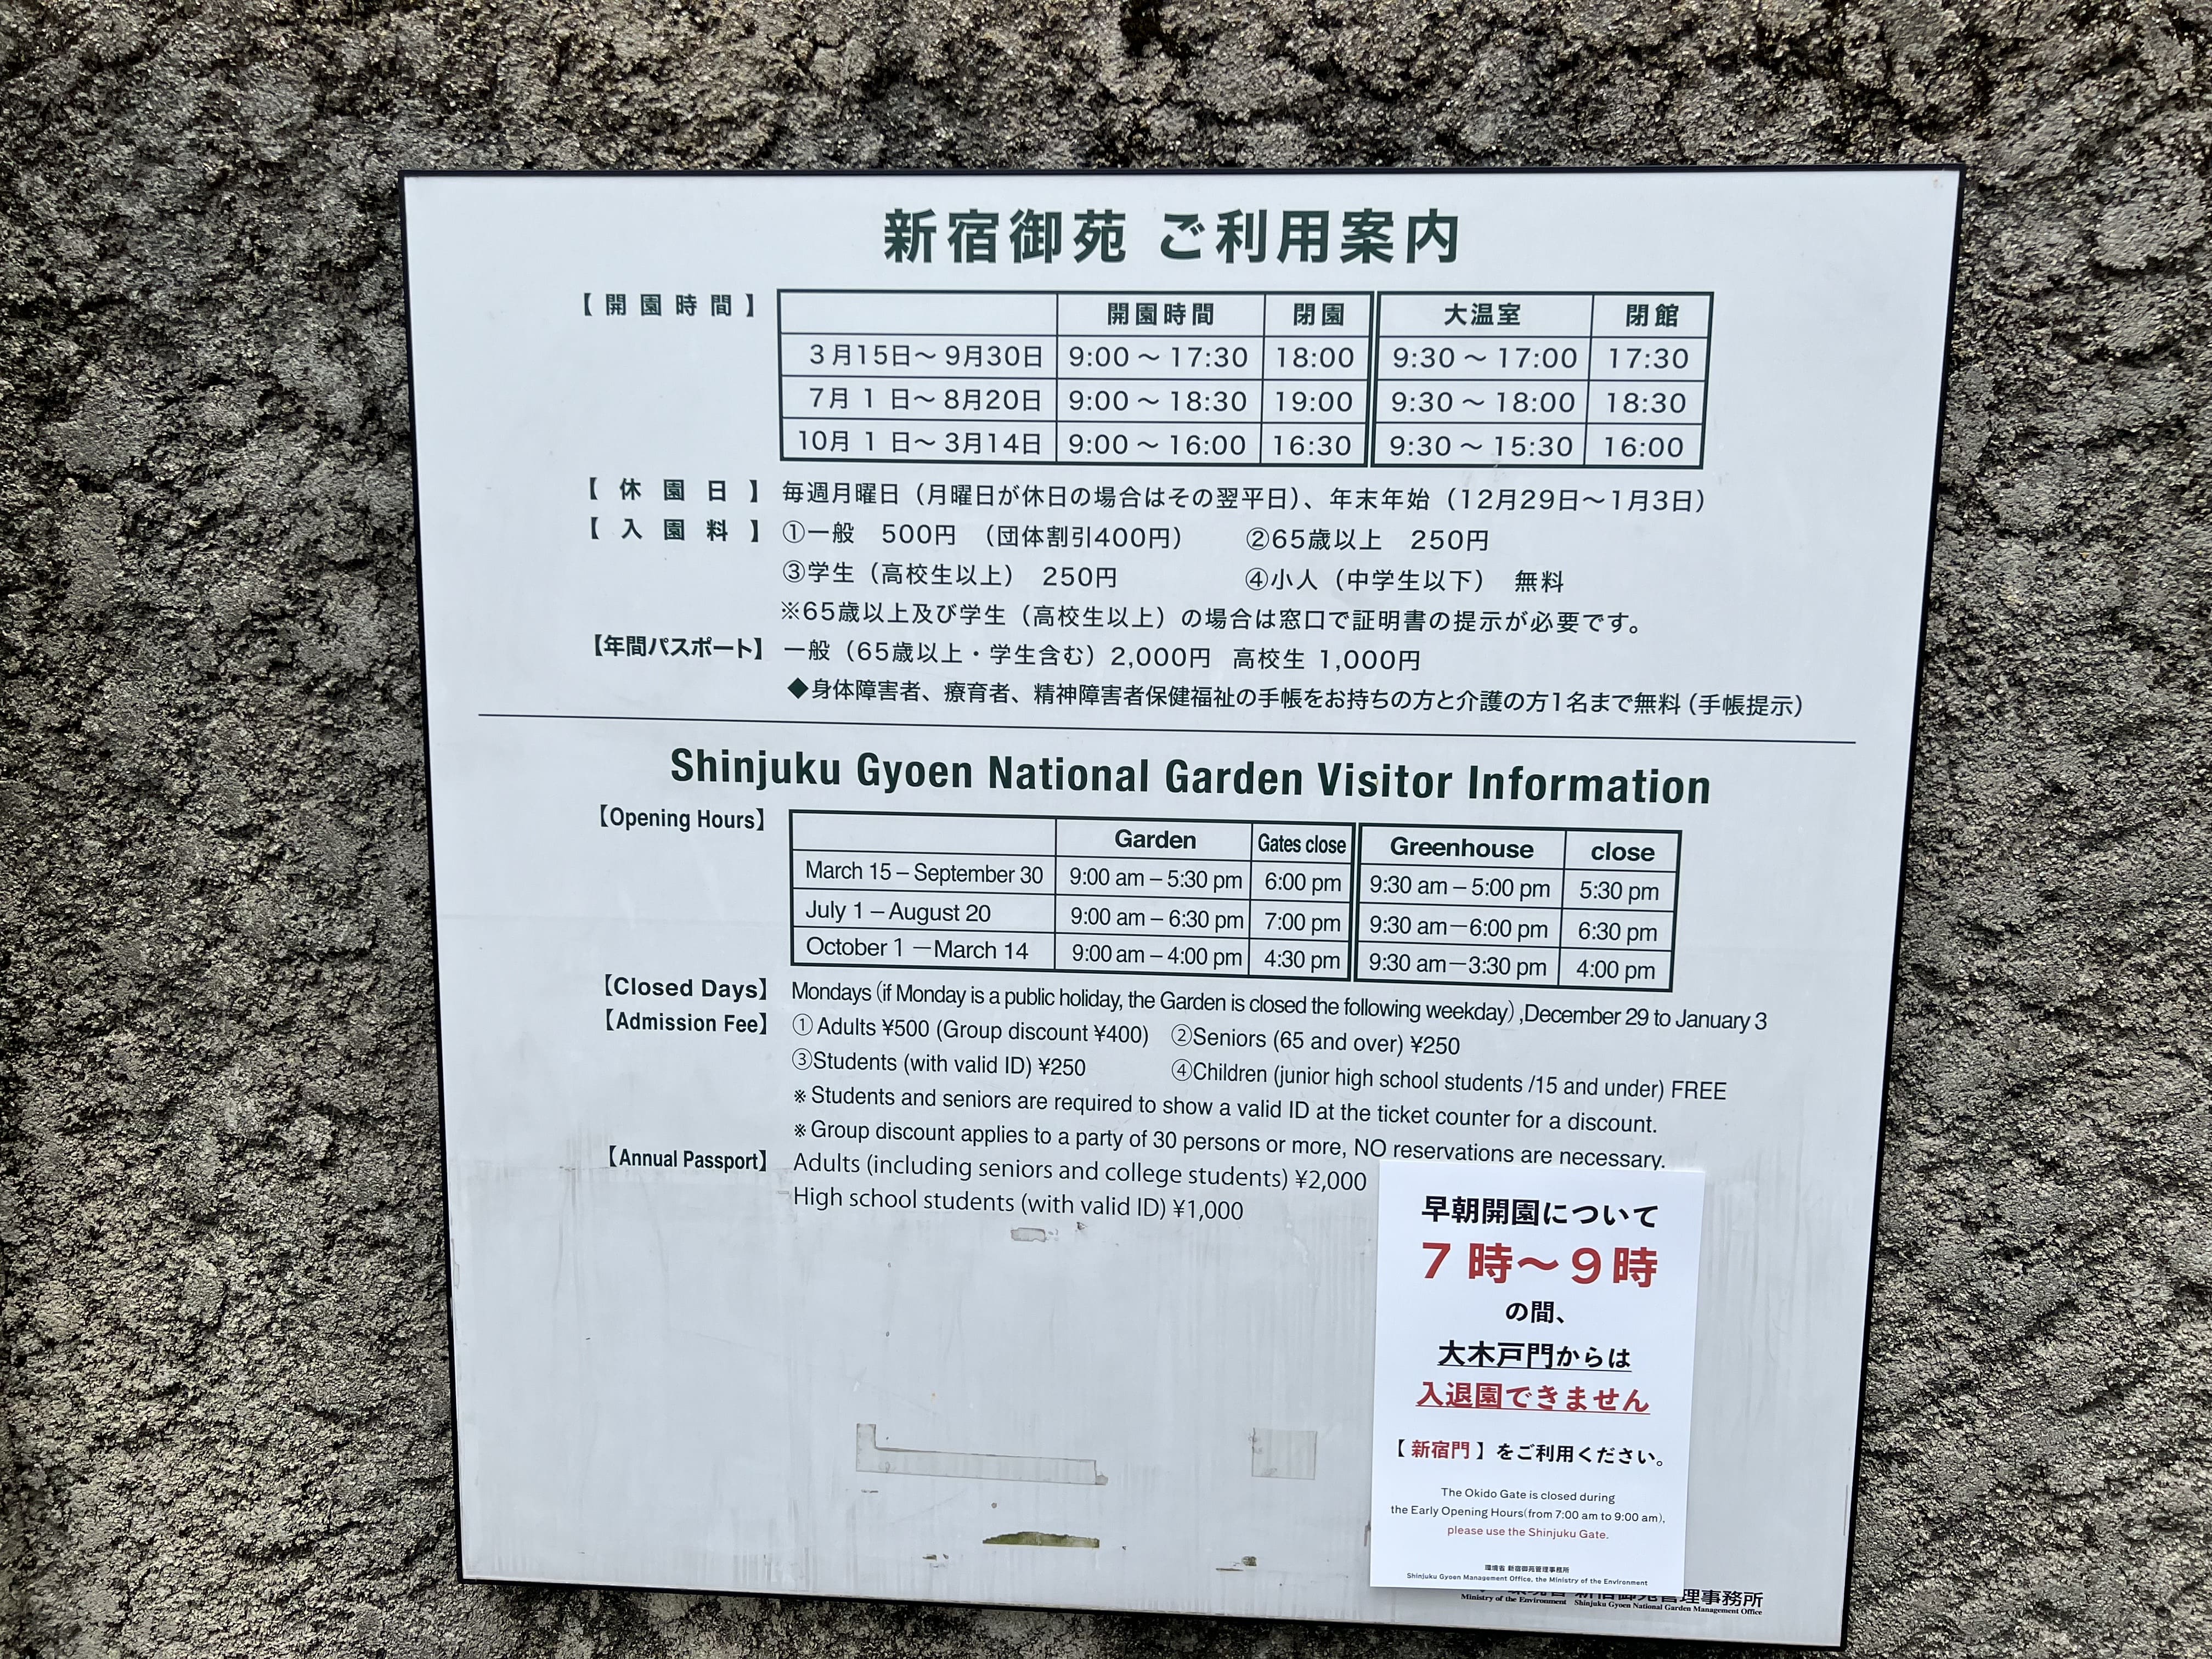 新宿御苑 ご利用案内
【開園時間】
開園時間 閉園 大温室 閉館
3月15日～9月30日 9:00～17:30 18:00 9:30～17:00 17:30
7月1日～8月20日 9:00～18:30 19:00 9:30～18:00 18:30
10月1日～3月14日 9:00～16:00 16:30 9:30～15:30 16:00
【休園日】 毎週月曜日（月曜日が休日の場合はその翌平日）、年末年始（12月29日～1月3日）
【入園料】 ①一般 500円 （団体割引400円） ②65歳以上 250円
③学生（高校生以上） 250円 ④小人（中学生以下） 無料
※65歳以上及び学生（高校生以上）の場合は窓口で証明書の提示が必要です。
【年間パスポート】 一般（65歳以上・学生含む）2,000円 高校生 1,000円
◆身体障害者、療育者、精神障害者保健福祉の手帳をお持ちの方と介護の方1名まで無料（手帳提示）
Shinjuku Gyoen National Garden Visitor Information
【Opening Hours】
Garden Gates close Greenhouse close
March 15 – September 30 9:00 am – 5:30 pm 6:00 pm 9:30 am – 5:00 pm 5:30 pm
July 1 – August 20 9:00 am – 6:30 pm 7:00 pm 9:30 am—6:00 pm 6:30 pm
October 1 —March 14 9:00 am – 4:00 pm 4:30 pm 9:30 am—3:30 pm 4:00 pm
【Closed Days】 Mondays (if Monday is a public holiday, the Garden is closed the following weekday) ,December 29 to January 3
【Admission Fee】 ① Adults ¥500 (Group discount ¥400) ②Seniors (65 and over) ¥250
③Students (with valid ID) ¥250 ④Children (junior high school students /15 and under) FREE
※Students and seniors are required to show a valid ID at the ticket counter for a discount.
※Group discount applies to a party of 30 persons or more, NO reservations are necessary.
【Annual Passport】 Adults (including seniors and college students) ¥2,000
High school students (with valid ID) ¥1,000
早朝開園について
７時～９時
の間、
大木戸門からは
入退園できません
【新宿門】をご利用ください。
The Okido Gate is closed during
the Early Opening Hours(from 7:00 am to 9:00 am),
please use the Shinjuku Gate.
環境省 新宿御苑管理事務所
Shinjuku Gyoen Management Office, the Ministry of the Environment
新宿御苑管理事務所
Ministry of the Environment Shinjuku Gyoen National Garden Management Office